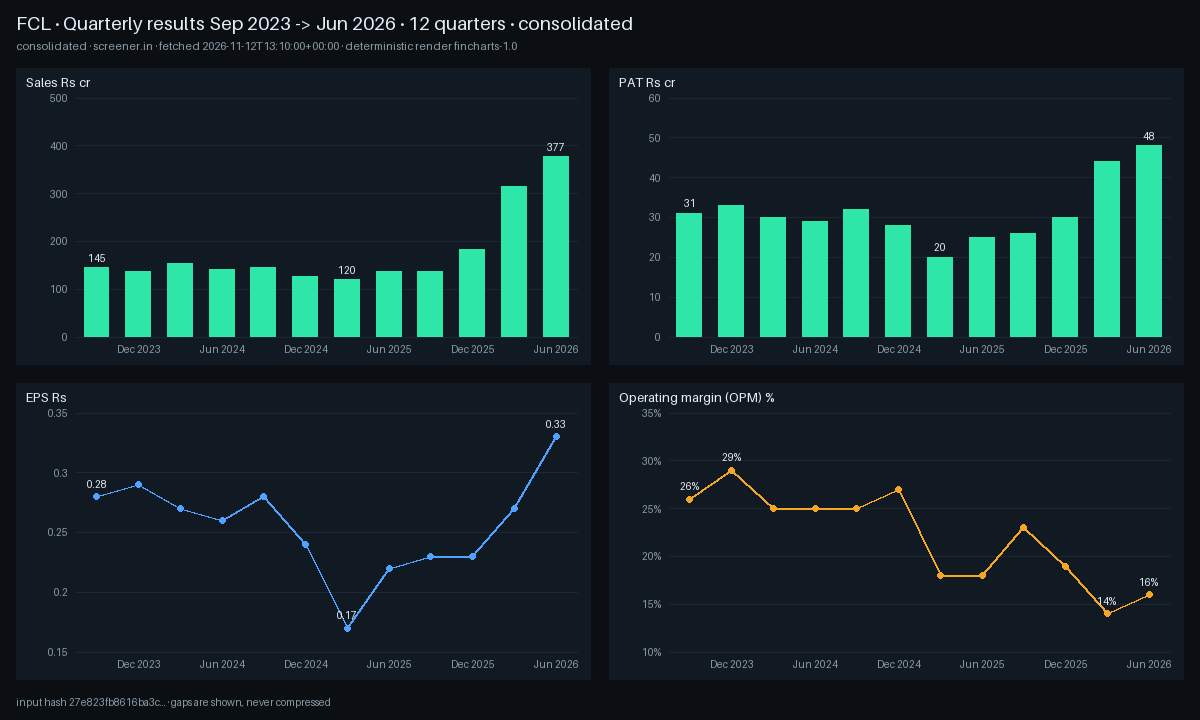 FCL · Quarterly results Sep 2023 -> Jun 2026 · 12 quarters · consolidated
consolidated · screener.in · fetched 2026-11-12T13:10:00+00:00 · deterministic render fincharts-1.0
Sales Rs cr
500
400
300
200
100
0
145
120
377
Dec 2023
Jun 2024
Dec 2024
Jun 2025
Dec 2025
Jun 2026
PAT Rs cr
60
50
40
30
20
10
0
31
20
48
Dec 2023
Jun 2024
Dec 2024
Jun 2025
Dec 2025
Jun 2026
EPS Rs
0.35
0.3
0.25
0.2
0.15
0.28
0.17
0.33
Dec 2023
Jun 2024
Dec 2024
Jun 2025
Dec 2025
Jun 2026
Operating margin (OPM) %
35%
30%
25%
20%
15%
10%
26%
29%
14%
16%
Dec 2023
Jun 2024
Dec 2024
Jun 2025
Dec 2025
Jun 2026
input hash 27e823fb8616ba3c... · gaps are shown, never compressed